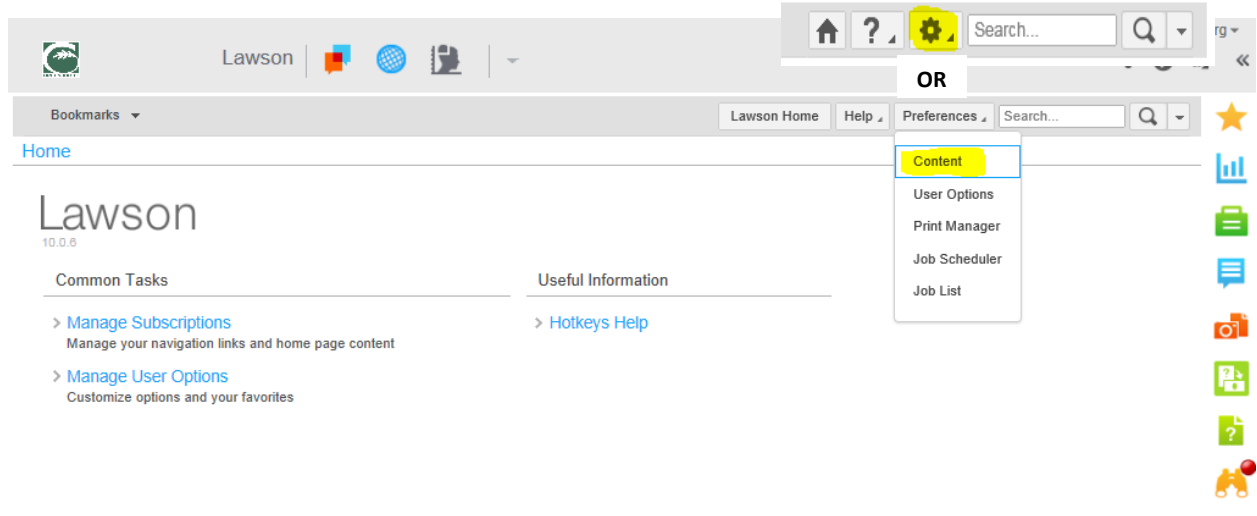 Search...
rg
Lawson
OR
Bookmarks
Lawson Home Help Preferences Search...
Home
Content
User Options
Print Manager
Job Scheduler
Job List
Lawson
10.0.6
Common Tasks
Useful Information
Manage Subscriptions
Manage your navigation links and home page content
Hotkeys Help
Manage User Options
Customize options and your favorites